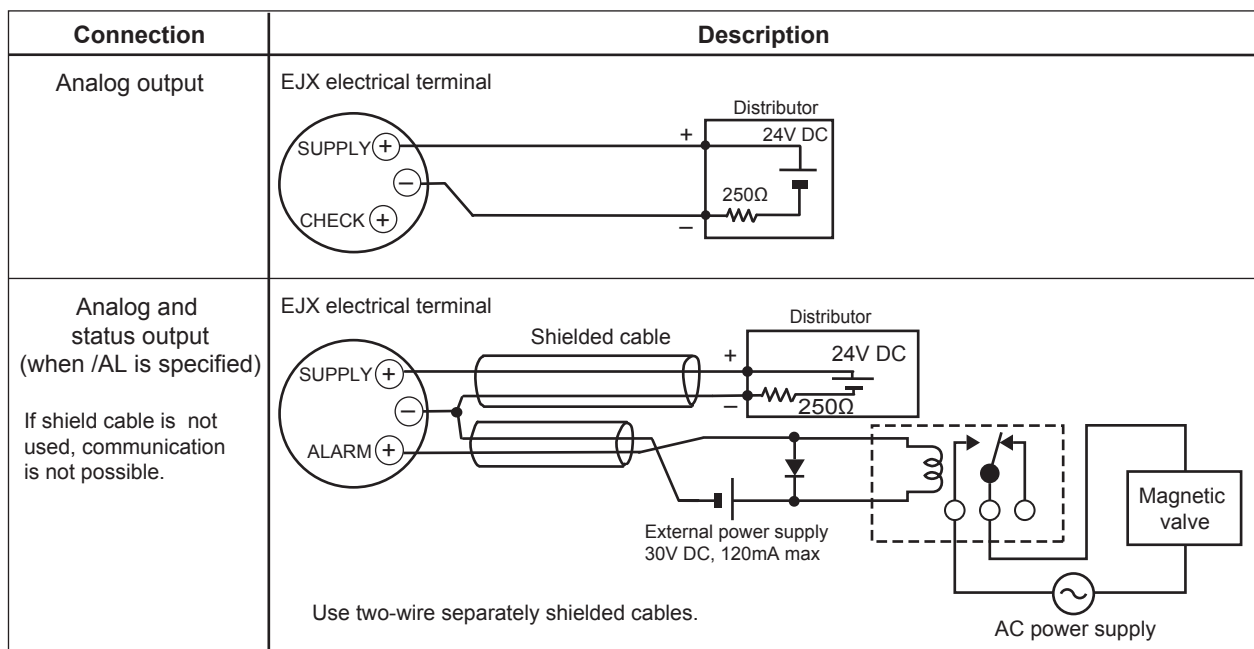 Connection
Description
Analog output
EJX electrical terminal
Distributor
SUPPLY +
+
24V DC
−
250Ω
CHECK +
−
Analog and
status output
(when /AL is specified)
If shield cable is not
used, communication
is not possible.
EJX electrical terminal
Shielded cable
Distributor
SUPPLY +
+
24V DC
−
−
250Ω
ALARM +
External power supply
30V DC, 120mA max
Magnetic
valve
Use two-wire separately shielded cables.
AC power supply